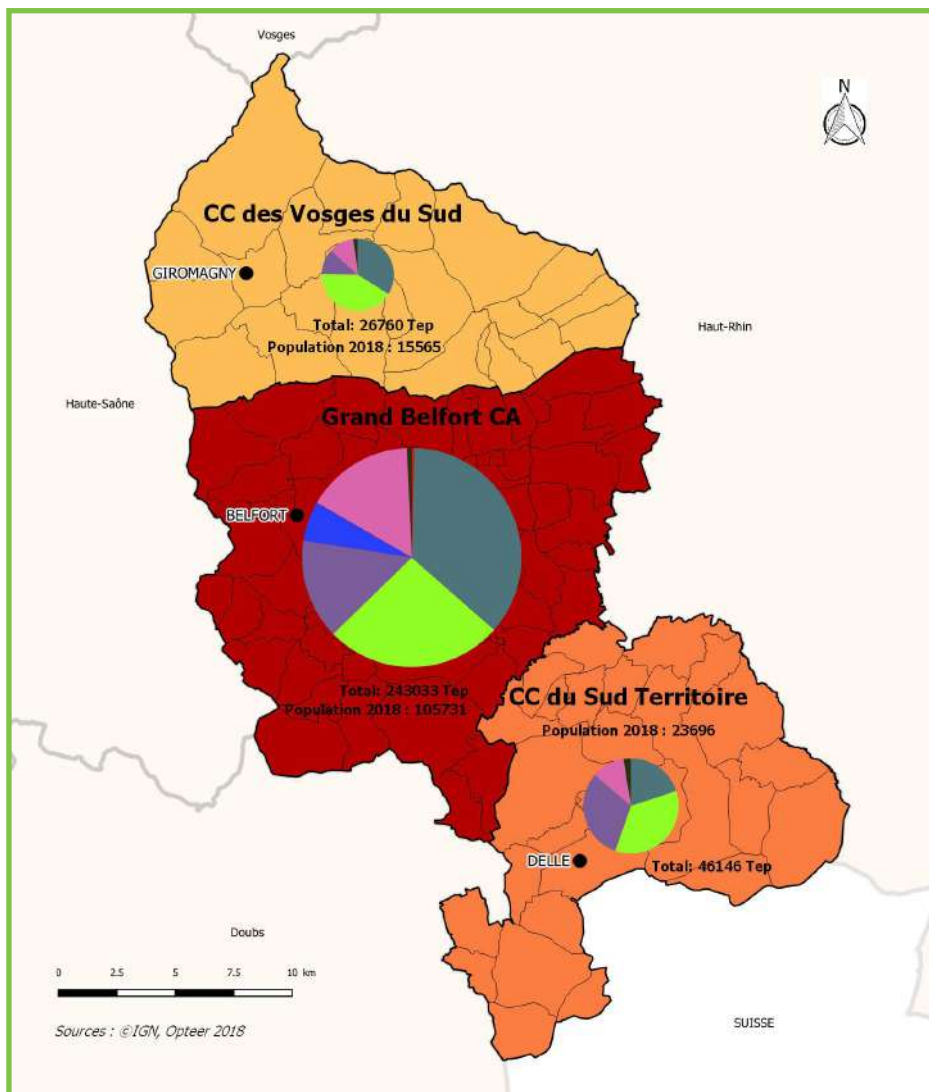 Vosges
N
CC des Vosges du Sud
GIROMAGNY
Total: 26760 Tep
Population 2018 : 15565
Haut-Rhin
Haute-Saône
Grand Belfort CA
BELFORT
Total: 243033 Tep
Population 2018 : 105731
CC du Sud Territoire
Population 2018 : 23696
DELLE
Total: 46146 Tep
Doubs
0 2.5 5 7.5 10 km
Sources : ©IGN, Opteer 2018
SUISSE